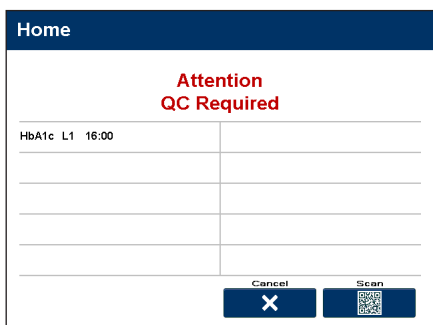 Home
Attention
QC Required
HbA1c L1 16:00
Cancel
Scan